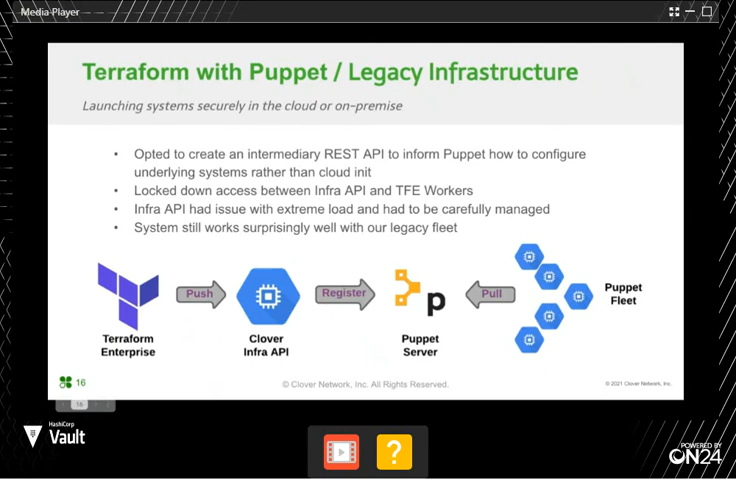 Media Player
Terraform with Puppet / Legacy Infrastructure
Launching systems securely in the cloud or on-premise
• Opted to create an intermediary REST API to inform Puppet how to configure
underlying systems rather than cloud init
• Locked down access between Infra API and TFE Workers
• Infra API had issue with extreme load and had to be carefully managed
• System still works surprisingly well with our legacy fleet
Push
Register
Pull
p
Terraform
Enterprise
Clover
Infra API
Puppet
Server
Puppet
Fleet
16
© Clover Network, Inc. All Rights Reserved.
© 2021 Clover Network, Inc.
16
HashiCorp
Vault
?
POWERED BY
ON24